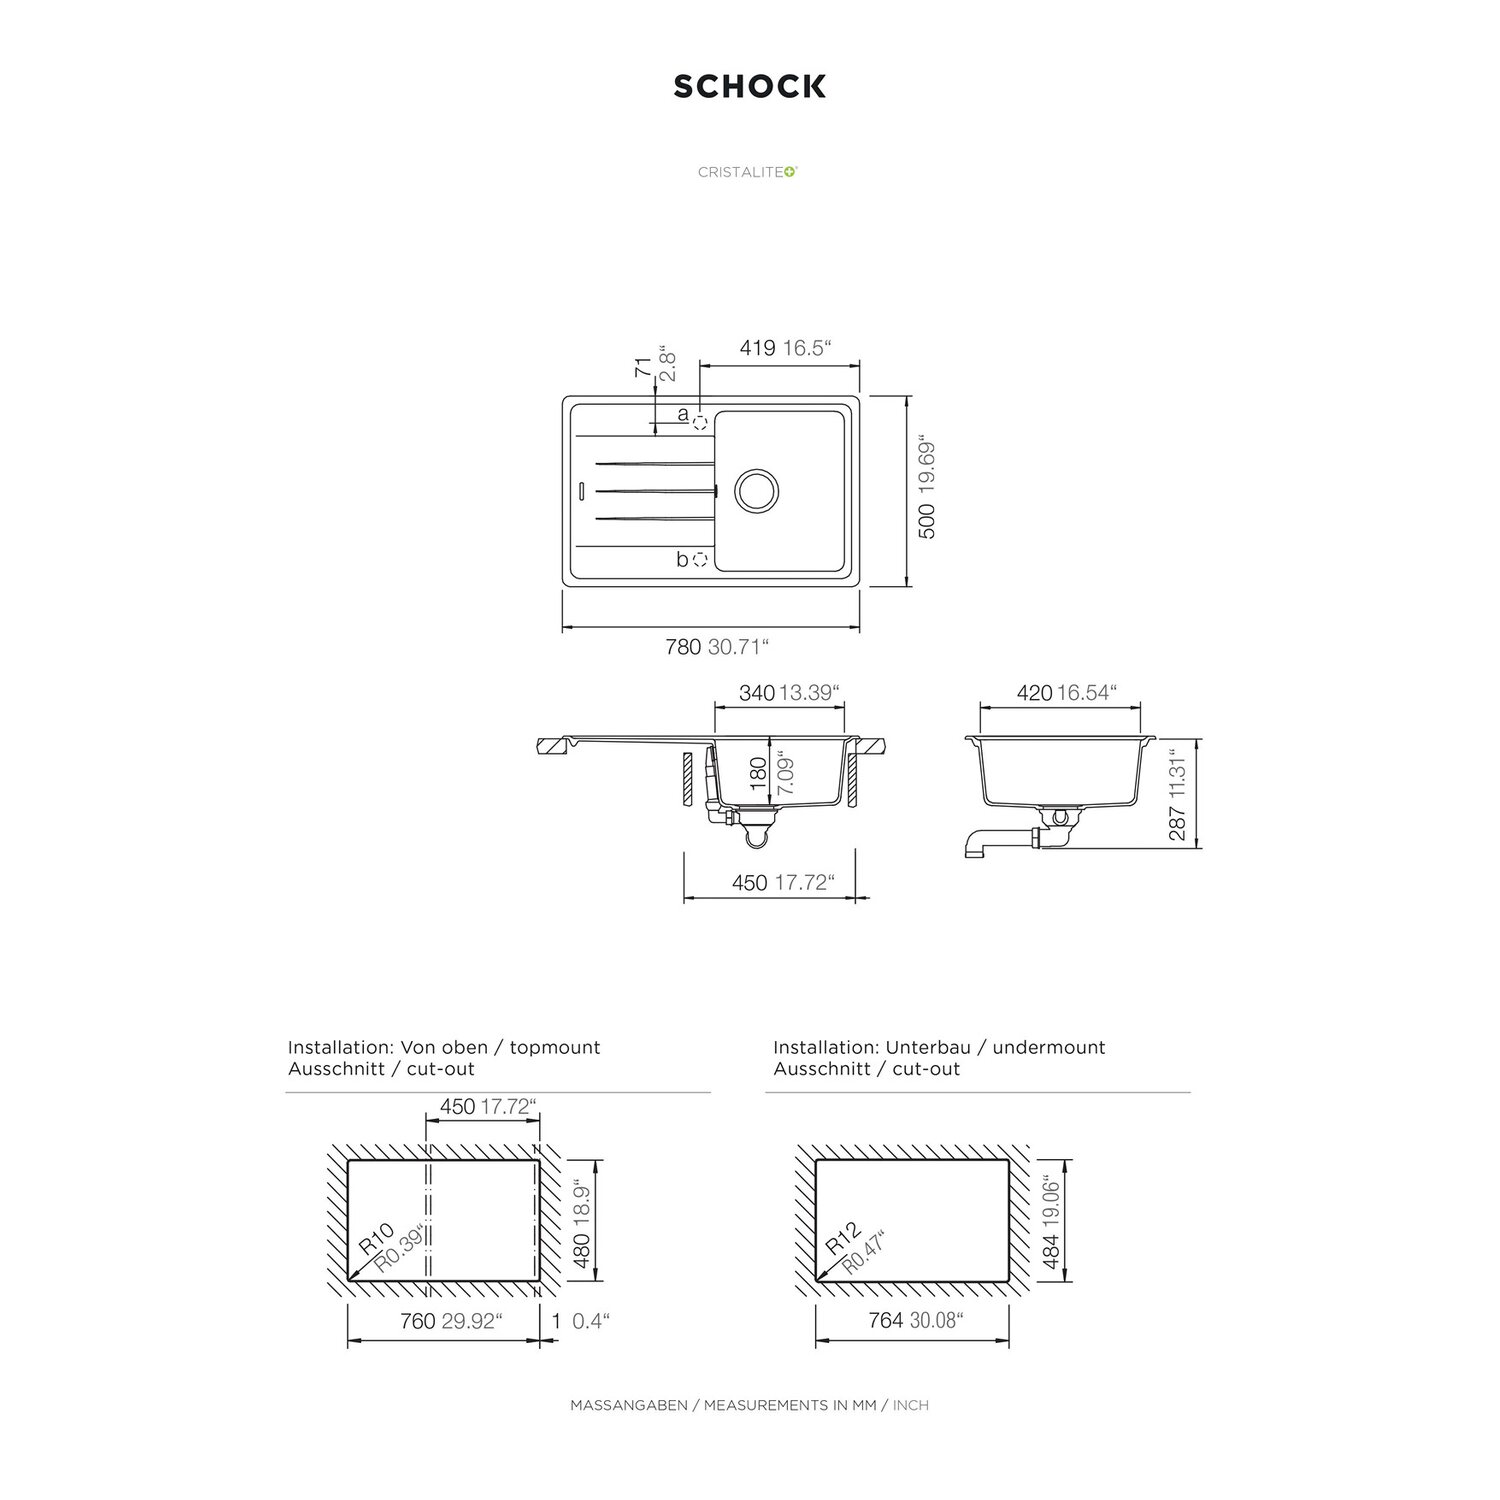 SCHOCK
CRISTALITE+®
419 16.5“
71
2.8“
a
b
500 19.69“
780 30.71“
340 13.39“
420 16.54“
180
7.09“
287 11.31“
450 17.72“
Installation: Von oben / topmount
Ausschnitt / cut-out
Installation: Unterbau / undermount
Ausschnitt / cut-out
450 17.72“
R10
R0.39“
480 18.9“
760 29.92“
1 0.4“
R12
R0.47“
484 19.06“
764 30.08“
MASSANGABEN / MEASUREMENTS IN MM / INCH